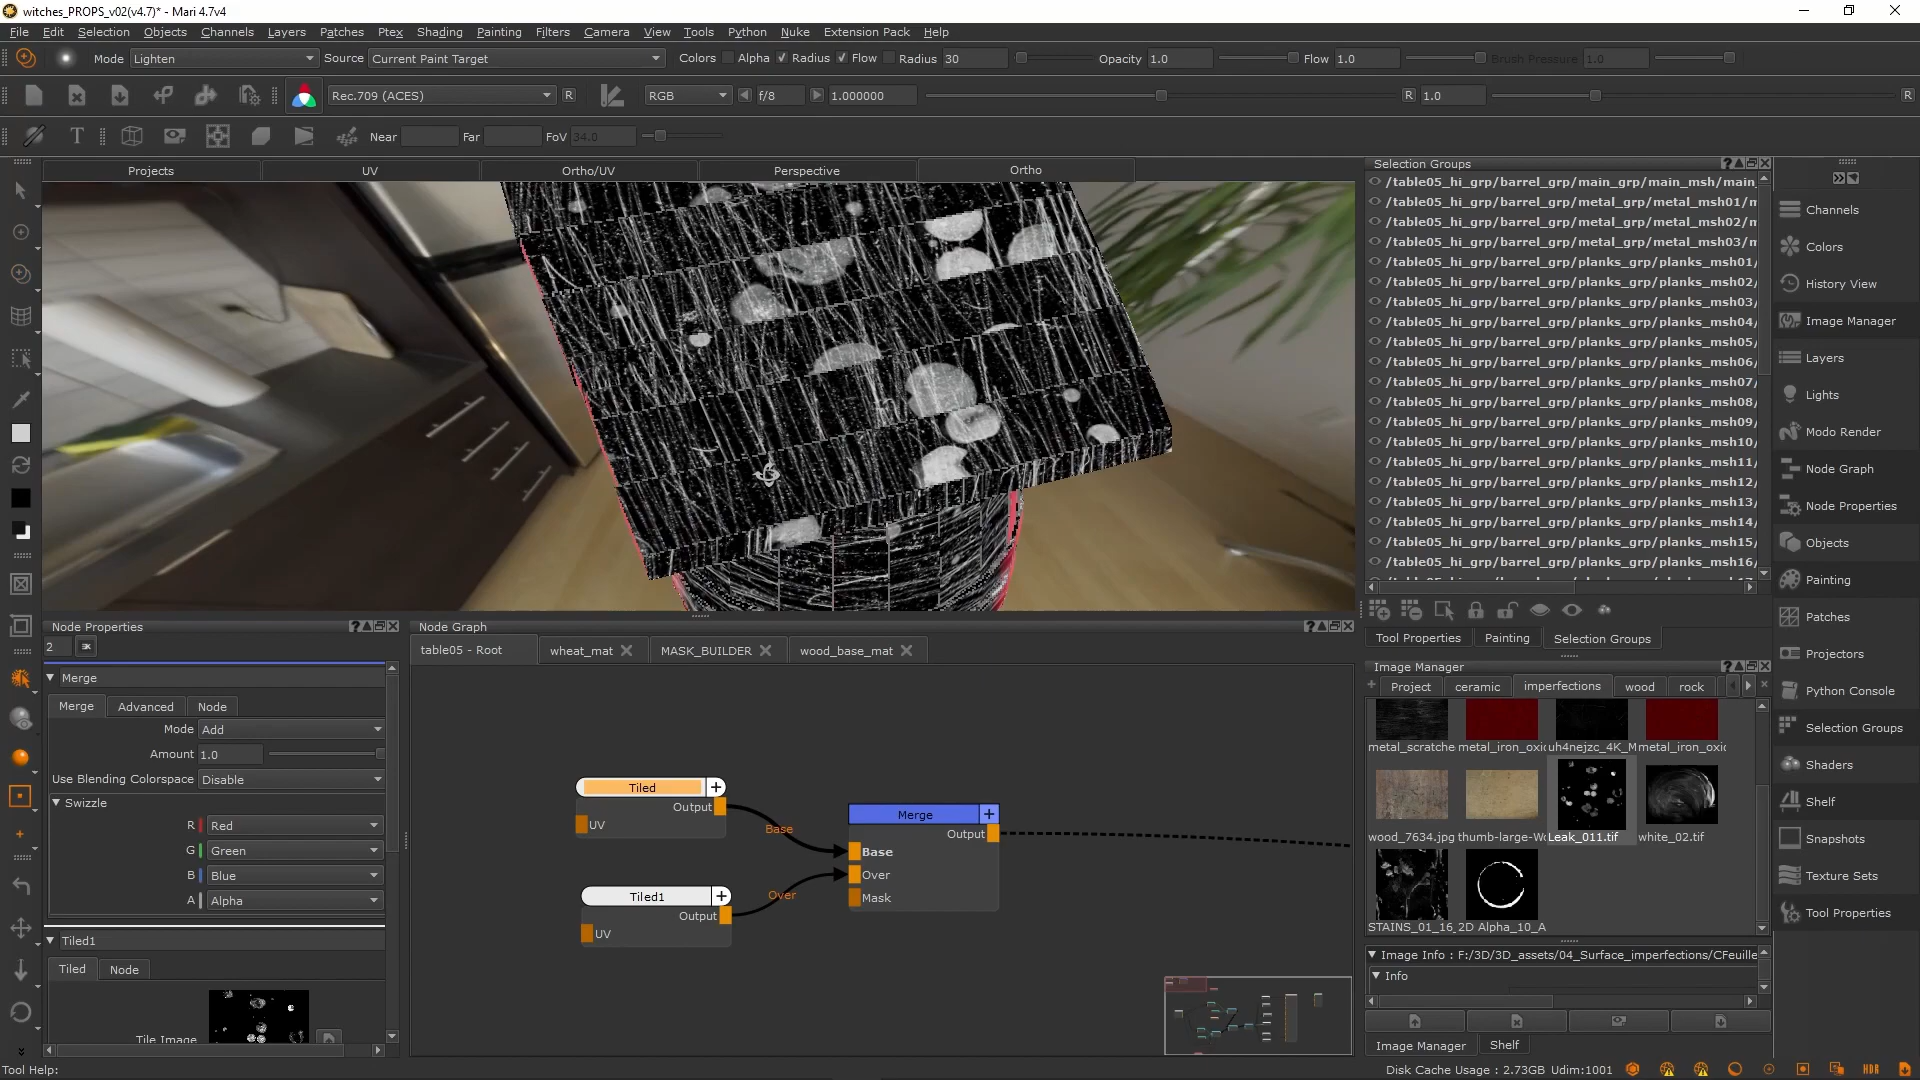 witches_PROPS_v02(v4.7)* - Mari 4.7v4
File Edit Selection Objects Channels Layers Patches Ptex Shading Painting Filters Camera View Tools Python Nuke Extension Pack Help
Mode Lighten Source Current Paint Target Colors Alpha Radius Flow Radius 30 Opacity 1.0 Flow 1.0 Brush Pressure 1.0
Rec.709 (ACES) R RGB f/8 1.000000 R 1.0 R
T Near Far FoV 34.0
Projects UV Ortho/UV Perspective Ortho
Selection Groups
/table05_hi_grp/barrel_grp/main_grp/main_msh/main_
/table05_hi_grp/barrel_grp/metal_grp/metal_msh01/m
/table05_hi_grp/barrel_grp/metal_grp/metal_msh02/m
/table05_hi_grp/barrel_grp/metal_grp/metal_msh03/m
/table05_hi_grp/barrel_grp/planks_grp/planks_msh01/
/table05_hi_grp/barrel_grp/planks_grp/planks_msh02/
/table05_hi_grp/barrel_grp/planks_grp/planks_msh03/
/table05_hi_grp/barrel_grp/planks_grp/planks_msh04/
/table05_hi_grp/barrel_grp/planks_grp/planks_msh05/
/table05_hi_grp/barrel_grp/planks_grp/planks_msh06/
/table05_hi_grp/barrel_grp/planks_grp/planks_msh07/
/table05_hi_grp/barrel_grp/planks_grp/planks_msh08/
/table05_hi_grp/barrel_grp/planks_grp/planks_msh09/
/table05_hi_grp/barrel_grp/planks_grp/planks_msh10/
/table05_hi_grp/barrel_grp/planks_grp/planks_msh11/
/table05_hi_grp/barrel_grp/planks_grp/planks_msh12/
/table05_hi_grp/barrel_grp/planks_grp/planks_msh13/
/table05_hi_grp/barrel_grp/planks_grp/planks_msh14/
/table05_hi_grp/barrel_grp/planks_grp/planks_msh15/
/table05_hi_grp/barrel_grp/planks_grp/planks_msh16/
Tool Properties Painting Selection Groups
Channels
Colors
History View
Image Manager
Layers
Lights
Modo Render
Node Graph
Node Properties
Objects
Painting
Patches
Projectors
Python Console
Selection Groups
Shaders
Shelf
Snapshots
Texture Sets
Tool Properties
Node Properties
2
Merge
Merge Advanced Node
Mode Add
Amount 1.0
Use Blending Colorspace Disable
Swizzle
R Red
G Green
B Blue
A Alpha
Tiled1
Tiled Node
Tile Image
Node Graph
table05 - Root wheat_mat MASK_BUILDER wood_base_mat
Tiled
Output
UV
Base
Tiled1
Output
UV
Over
Merge
Output
Base
Over
Mask
Image Manager
Project ceramic imperfections wood rock
metal_scratche metal_iron_oxi uh4nejzc_4K_M metal_iron_oxi
wood_7634.jpg thumb-large-Wo Leak_011.tif white_02.tif
STAINS_01_16_2D Alpha_10_A
Image Info : F:/3D/3D_assets/04_Surface_imperfections/CFeuille
Info
Image Manager Shelf
Tool Help:
Disk Cache Usage : 2.73GB Udim:1001
HDR